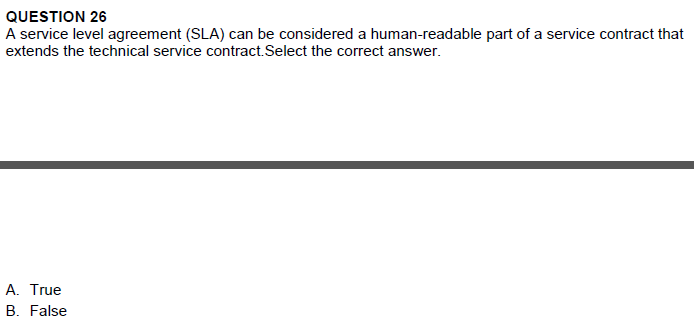 QUESTION 26
A service level agreement (SLA) can be considered a human-readable part of a service contract that
extends the technical service contract.Select the correct answer.
A. True
B. False